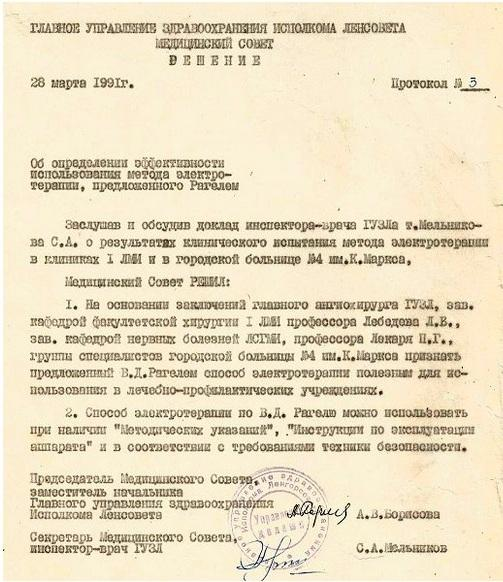 ГЛАВНОЕ УПРАВЛЕНИЕ ЗДРАВООХРАНЕНИЯ ИСПОЛКОМА ЛЕНСОВЕТА
МЕДИЦИНСКИЙ СОВЕТ
РЕШЕНИЕ
28 марта 1991г. Протокол № 3
Об определении эффективности
использования метода электро-
терапии, предложенного Рагелем
Заслушав и обсудив доклад инспектора-врача ГУЗЛа т.Мельнико-
ва С.А. о результатах клинического испытания метода электротерапии
в клиниках I ЛМИ и в городской больнице №4 им.К.Маркса,
Медицинский Совет РЕШИЛ:
I. На основании заключений главного ангиохирурга ГУЗЛ, зав.
кафедрой факультетской хирургии I ЛМИ профессора Лебедева Л.В.,
зав. кафедрой нервных болезней ЛСГМИ, профессора Лекаря П.Г.,
группы специалистов городской больницы №4 им.К.Маркса признать
предложенный В.Д.Рагелем способ электротерапии полезным для ис-
пользования в лечебно-профилактических учреждениях.
2. Способ электротерапии по В.Д. Рагелю можно использовать
при наличии "Методических указаний", "Инструкции по эксплуатации
аппарата" и в соответствии с требованиями техники безопасности.
Председатель Медицинского Совета,
заместитель начальника
Главного управления здравоохранения
Исполкома Ленсовета А.В.Борисова
Секретарь Медицинского Совета,
инспектор-врач ГУЗЛ С.А.Мельников